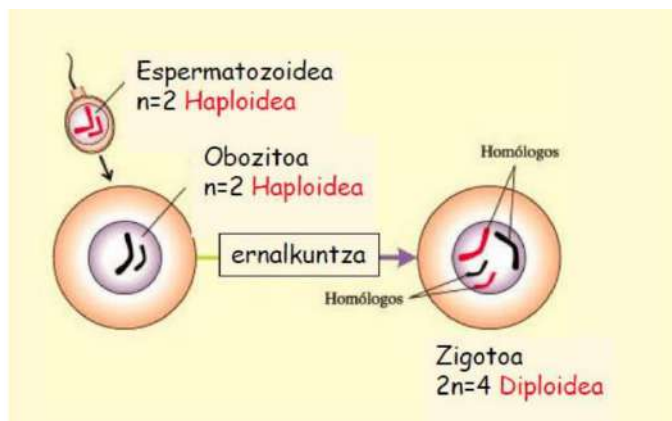 Espermatozoidea
n=2 Haploidea
Obozitoa
n=2 Haploidea
Homólogos
ernalkuntza
Homólogos
Zigotoa
2n=4 Diploidea